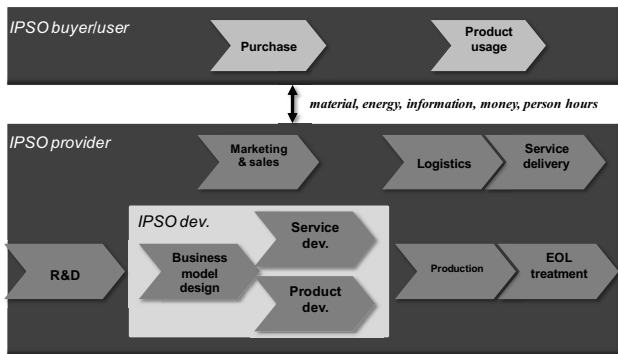 IPSO buyer/user
Purchase
Product
usage
material, energy, information, money, person hours
IPSO provider
Marketing
& sales
Logistics
Service
delivery
IPSO dev.
R&D
Business
model
design
Service
dev.
Product
dev.
Production
EOL
treatment